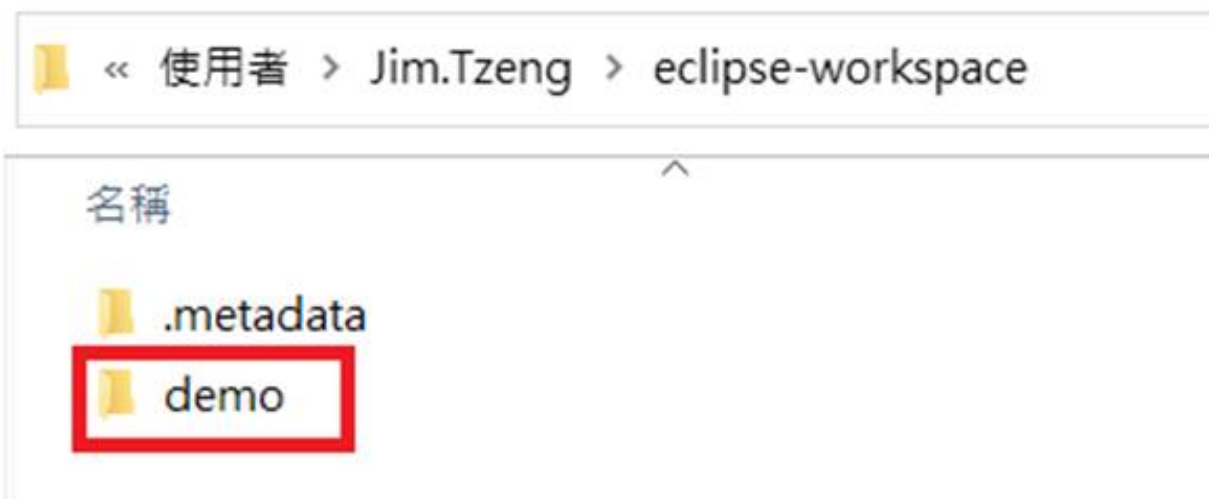 « 使用者 > Jim.Tzeng > eclipse-workspace
名稱
.metadata
demo